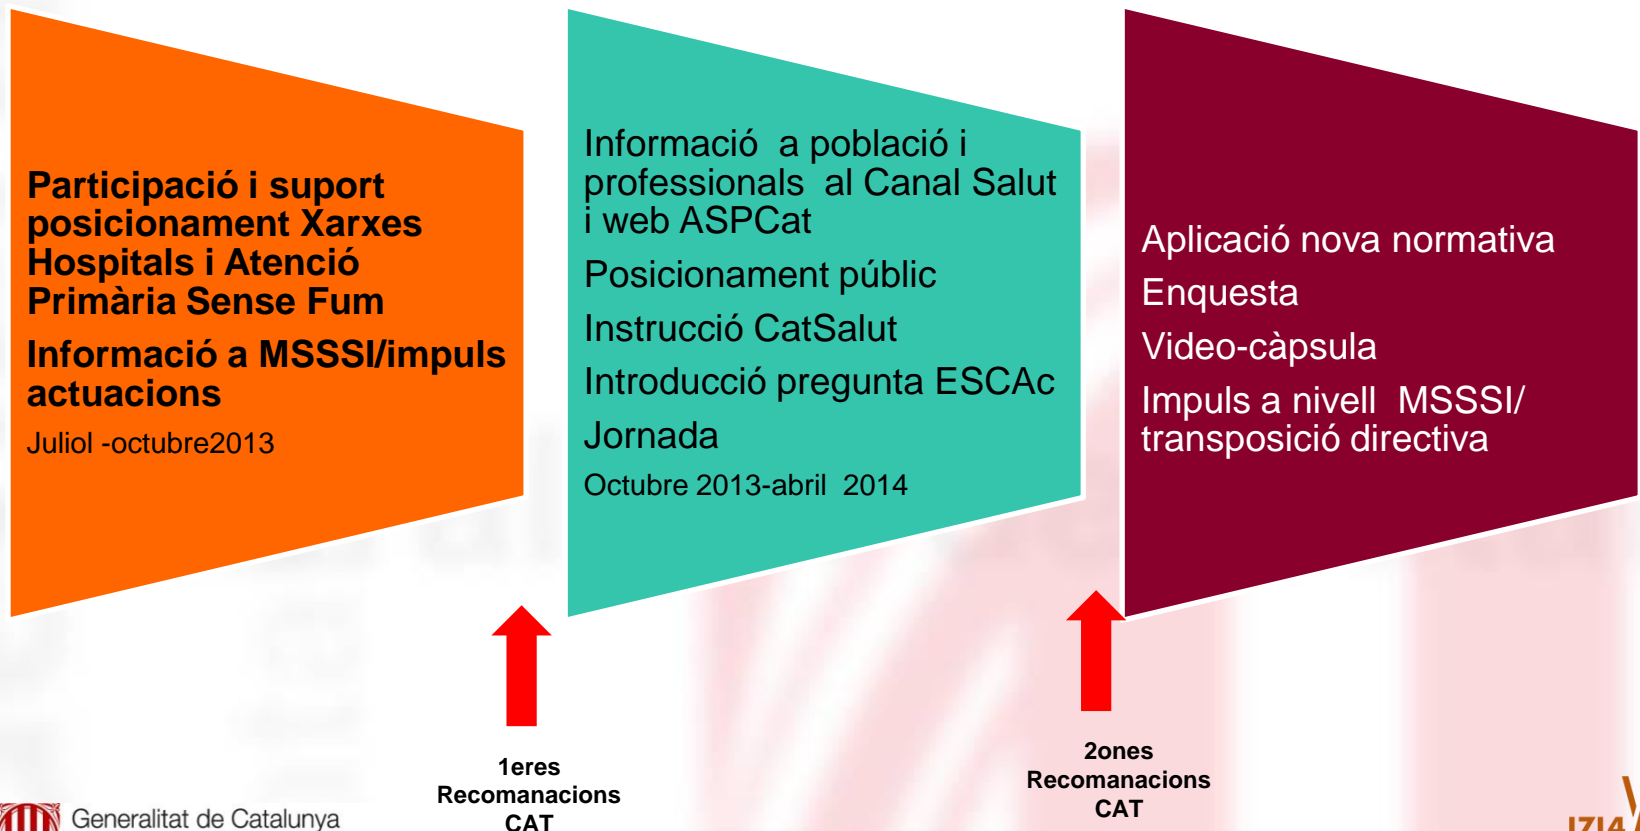 Participació i suport
posicionament Xarxes
Hospitals i Atenció
Primària Sense Fum
Informació a MSSSI/impuls
actuacions
Juliol -octubre2013
Informació  a població i
professionals  al Canal Salut
i web ASPCat
Posicionament públic
Instrucció CatSalut
Introducció pregunta ESCAc
Jornada
Octubre 2013-abril  2014
Aplicació nova normativa
Enquesta
Video-càpsula
Impuls a nivell  MSSSI/
transposició directiva
1eres
Recomanacions
CAT
2ones
Recomanacions
CAT
Generalitat de Catalunya
1714